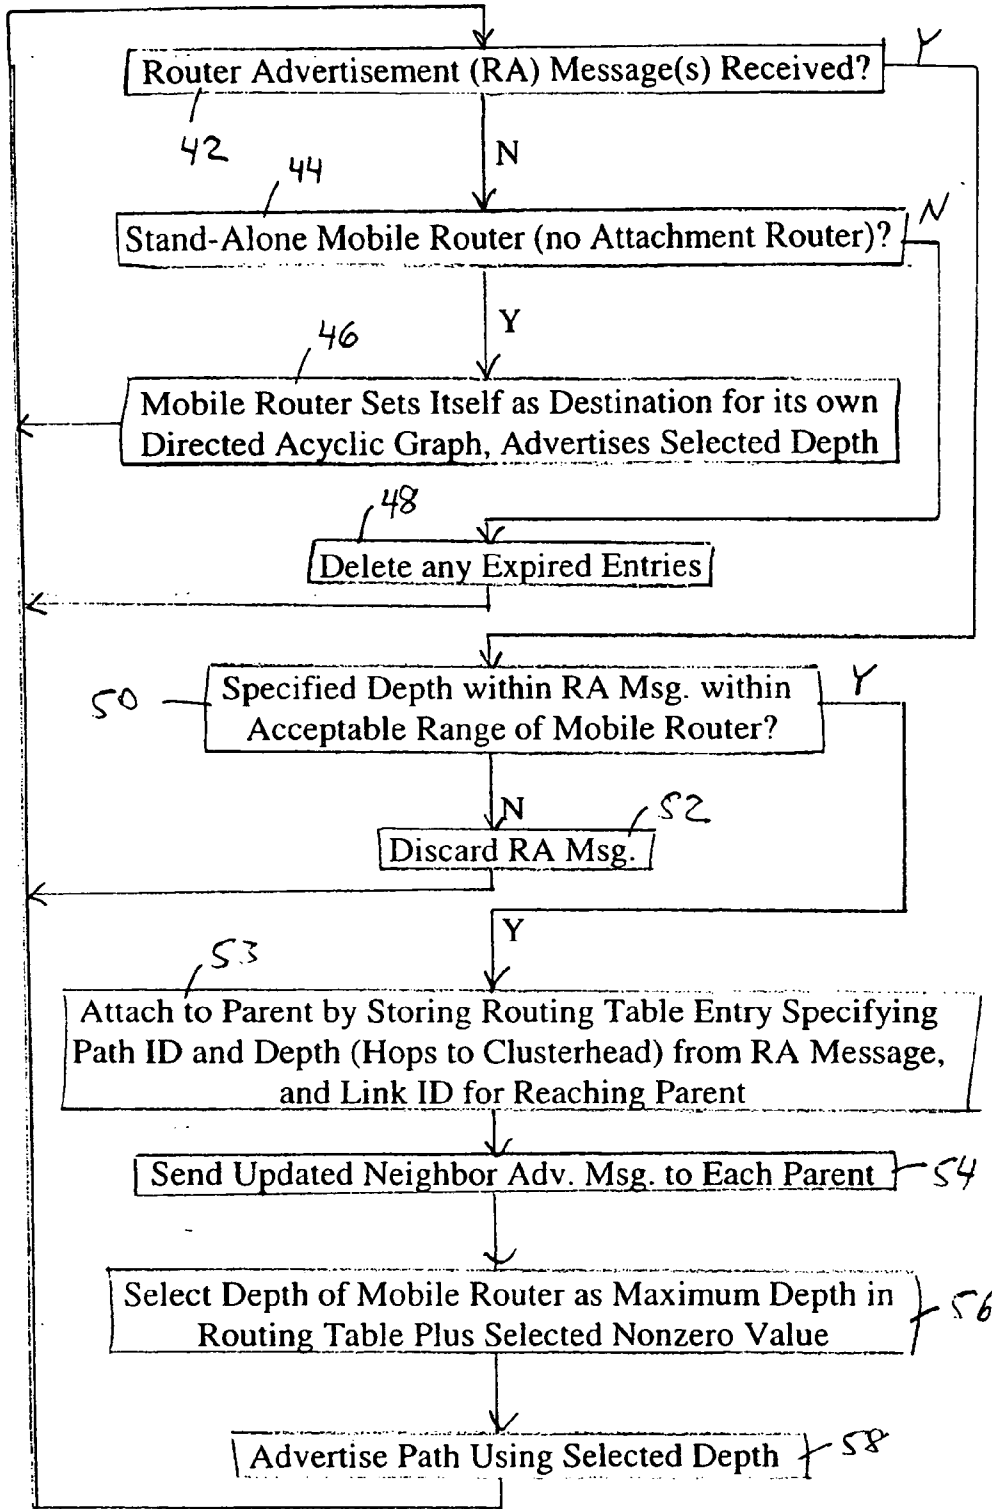 Router Advertisement (RA) Message(s) Received?
Y
42
N
44
N
Stand-Alone Mobile Router (no Attachment Router)?
Y
46
Mobile Router Sets Itself as Destination for its own
Directed Acyclic Graph, Advertises Selected Depth
48
Delete any Expired Entries
50
Specified Depth within RA Msg. within
Acceptable Range of Mobile Router?
Y
N
52
Discard RA Msg.
Y
53
Attach to Parent by Storing Routing Table Entry Specifying
Path ID and Depth (Hops to Clusterhead) from RA Message,
and Link ID for Reaching Parent
Send Updated Neighbor Adv. Msg. to Each Parent
54
Select Depth of Mobile Router as Maximum Depth in
Routing Table Plus Selected Nonzero Value
56
Advertise Path Using Selected Depth
58